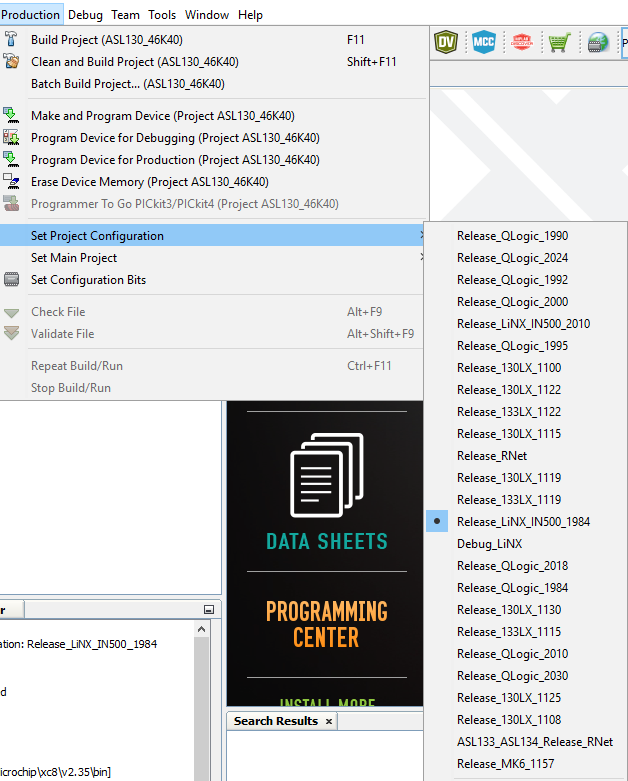 Production Debug Team Tools Window Help
Build Project (ASL130_46K40) F11
Clean and Build Project (ASL130_46K40) Shift+F11
Batch Build Project... (ASL130_46K40)
Make and Program Device (Project ASL130_46K40)
Program Device for Debugging (Project ASL130_46K40)
Program Device for Production (Project ASL130_46K40)
Erase Device Memory (Project ASL130_46K40)
Programmer To Go PICkit3/PICkit4 (Project ASL130_46K40)
Set Project Configuration
Set Main Project
Set Configuration Bits
Check File Alt+F9
Validate File Alt+Shift+F9
Repeat Build/Run Ctrl+F11
Stop Build/Run
DV
MCC
P
Release_QLogic_1990
Release_QLogic_2024
Release_QLogic_1992
Release_QLogic_2000
Release_LiNX_IN500_2010
Release_QLogic_1995
Release_130LX_1100
Release_130LX_1122
Release_133LX_1122
Release_130LX_1115
Release_RNet
Release_130LX_1119
Release_133LX_1119
Release_LiNX_IN500_1984
Debug_LiNX
Release_QLogic_2018
Release_QLogic_1984
Release_130LX_1130
Release_133LX_1115
Release_QLogic_2010
Release_QLogic_2030
Release_130LX_1125
Release_130LX_1108
ASL133_ASL134_Release_RNet
Release_MK6_1157
DATA SHEETS
PROGRAMMING
CENTER
INSTALL MORE
Search Results ×
r
ation: Release_LiNX_IN500_1984
d
icrochip\xc8\v2.35\bin]